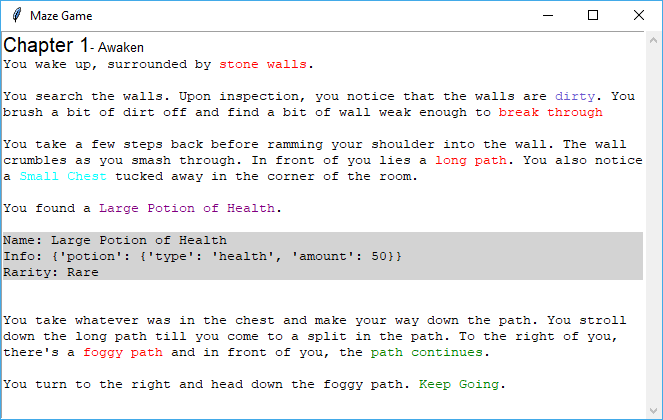 Maze Game
Chapter 1- Awaken
You wake up, surrounded by stone walls.
You search the walls. Upon inspection, you notice that the walls are dirty. You
brush a bit of dirt off and find a bit of wall weak enough to break through
You take a few steps back before ramming your shoulder into the wall. The wall
crumbles as you smash through. In front of you lies a long path. You also notice
a Small Chest tucked away in the corner of the room.
You found a Large Potion of Health.
Name: Large Potion of Health
Info: {'potion': {'type': 'health', 'amount': 50}}
Rarity: Rare
You take whatever was in the chest and make your way down the path. You stroll
down the long path till you come to a split in the path. To the right of you,
there's a foggy path and in front of you, the path continues.
You turn to the right and head down the foggy path. Keep Going.